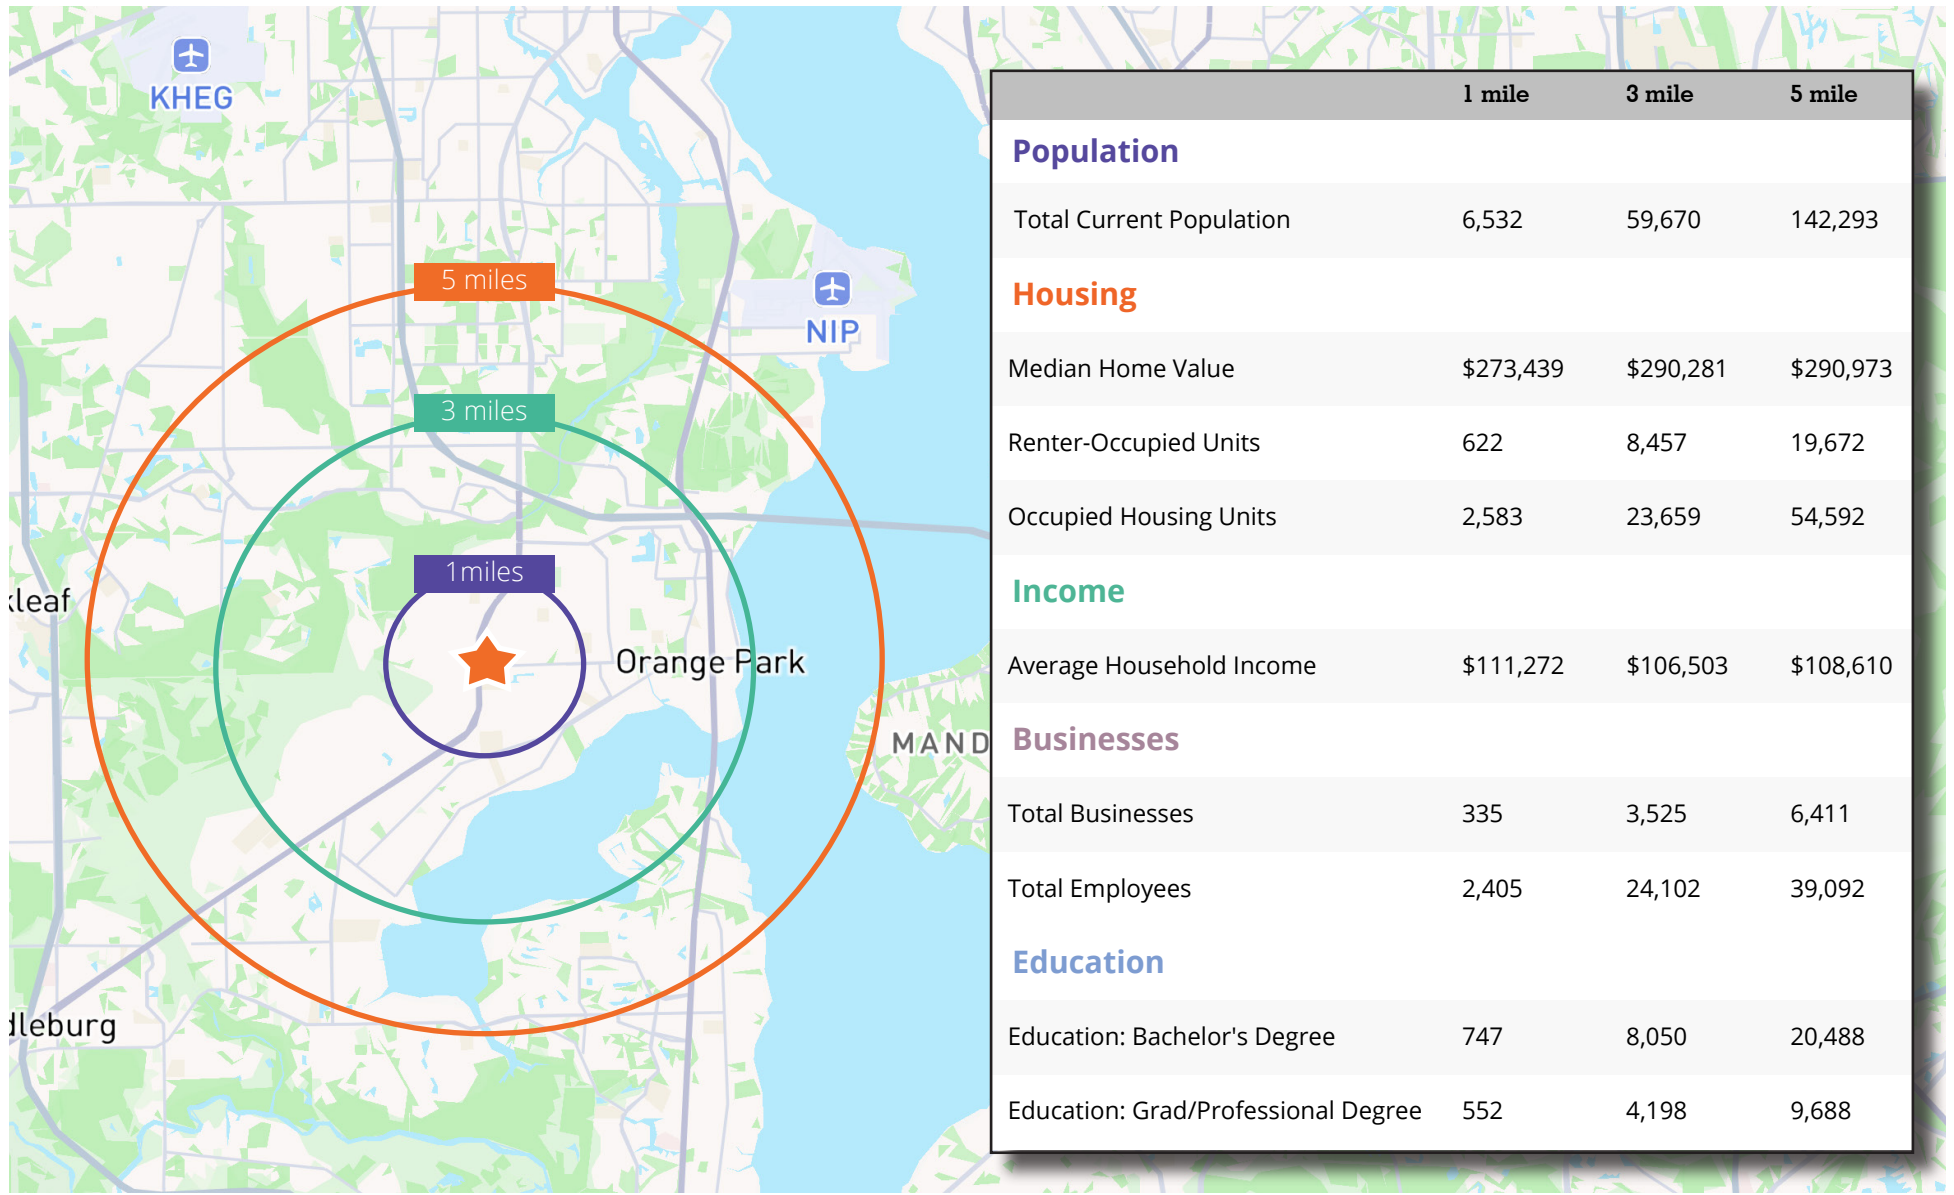 KHEG
NIP
5 miles
3 miles
1miles
kleaf
Orange Park
MAND
dleburg
1 mile 3 mile 5 mile
Population
Total Current Population 6,532 59,670 142,293
Housing
Median Home Value $273,439 $290,281 $290,973
Renter-Occupied Units 622 8,457 19,672
Occupied Housing Units 2,583 23,659 54,592
Income
Average Household Income $111,272 $106,503 $108,610
Businesses
Total Businesses 335 3,525 6,411
Total Employees 2,405 24,102 39,092
Education
Education: Bachelor's Degree 747 8,050 20,488
Education: Grad/Professional Degree 552 4,198 9,688